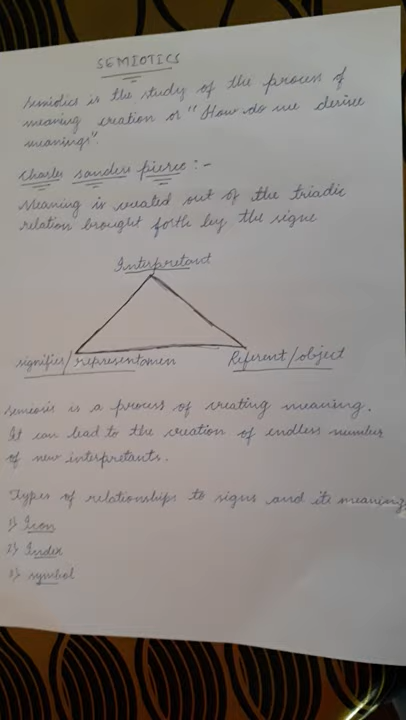 SEMIOTICS
Semiotics is the study of the process of
meaning creation or "How do we derive
meanings".
Charles sanders pierce :-
Meaning is created out of the triadic
relation brought forth by the signe
Interpretant
signifier/representamen
Referent/object
Semiosis is a process of creating meaning.
It can lead to the creation of endless number
of new interpretants.
Types of relationships to signs and its meaning
1) Icon
2) Index
3) symbol